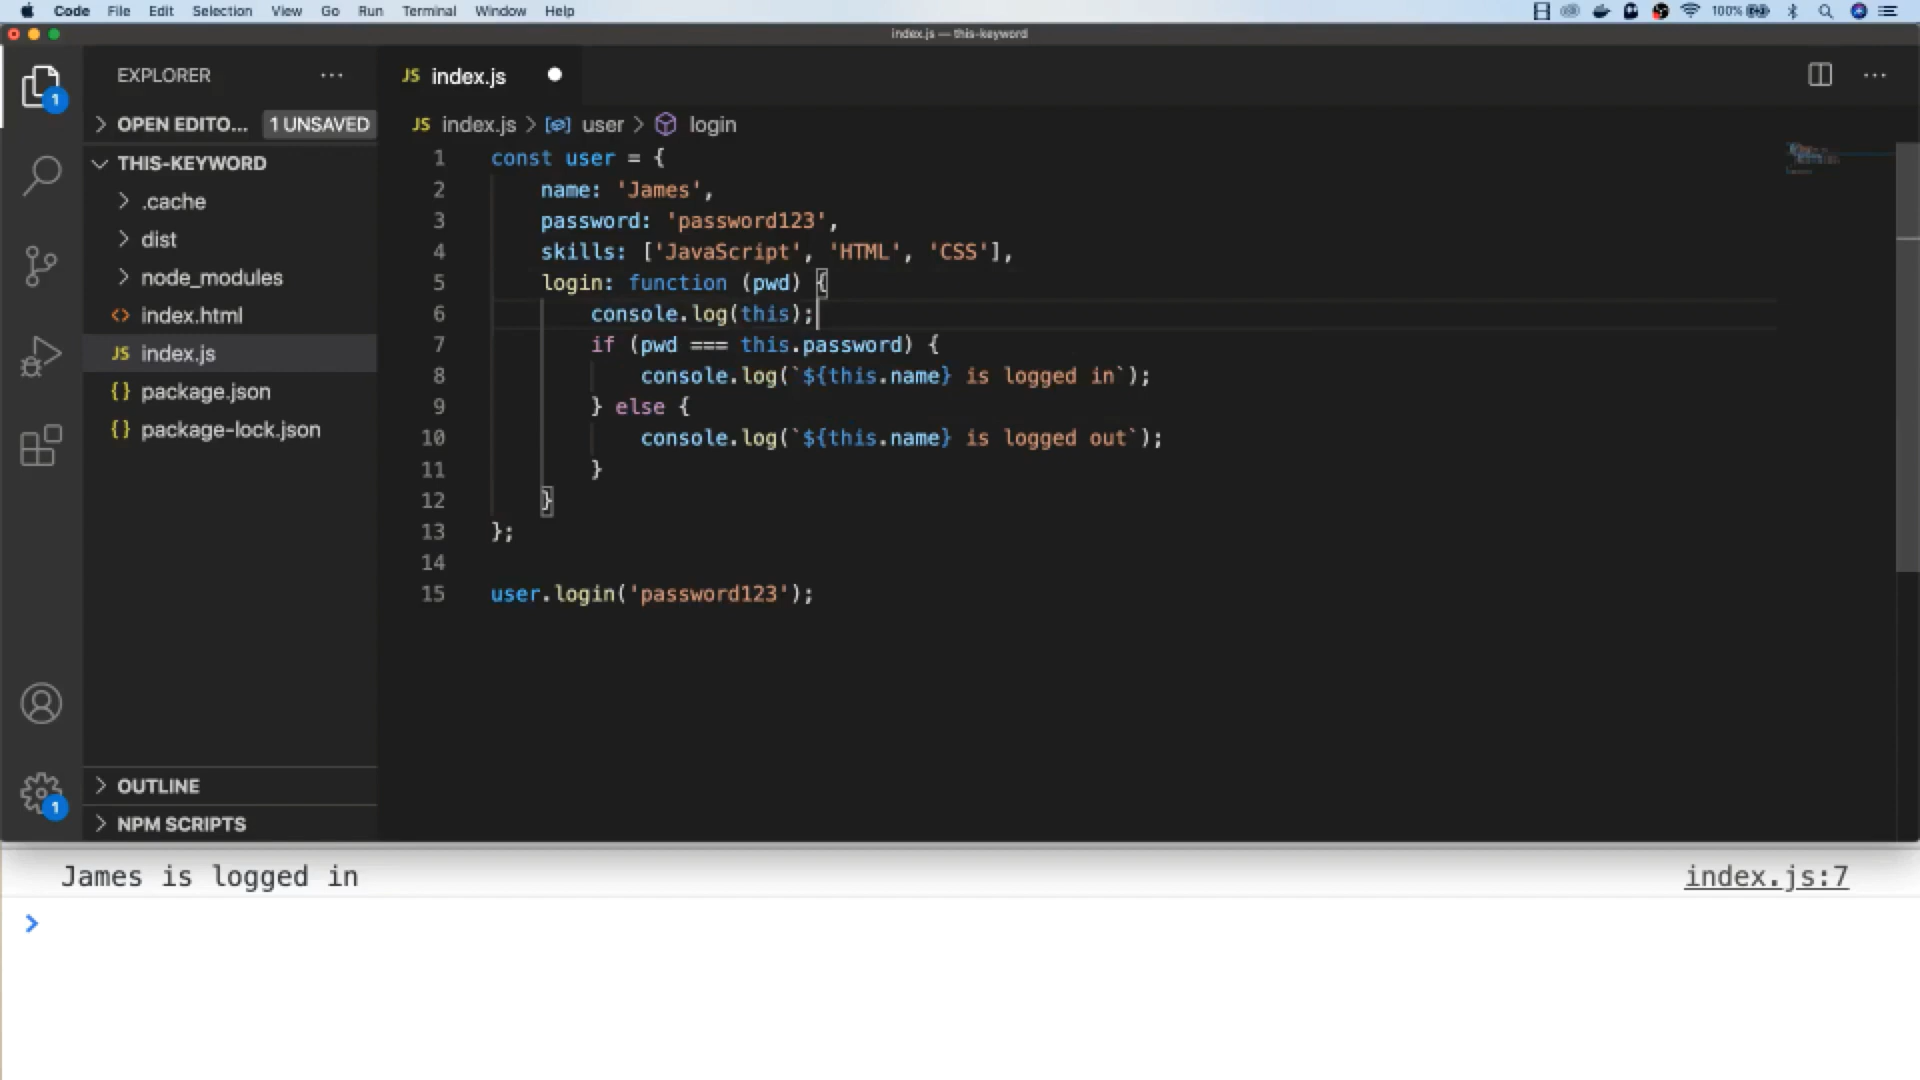 Code File Edit Selection View Go Run Terminal Window Help 100%
index.js — this-keyword
EXPLORER
OPEN EDITO... 1 UNSAVED
THIS-KEYWORD
.cache
dist
node_modules
index.html
JS index.js
{} package.json
{} package-lock.json
OUTLINE
NPM SCRIPTS
1
1
JS index.js
JS index.js > user > login
1 const user = {
2 name: 'James',
3 password: 'password123',
4 skills: ['JavaScript', 'HTML', 'CSS'],
5 login: function (pwd) {
6 console.log(this);
7 if (pwd === this.password) {
8 console.log(`${this.name} is logged in`);
9 } else {
10 console.log(`${this.name} is logged out`);
11 }
12 }
13 };
14
15 user.login('password123');
James is logged in index.js:7